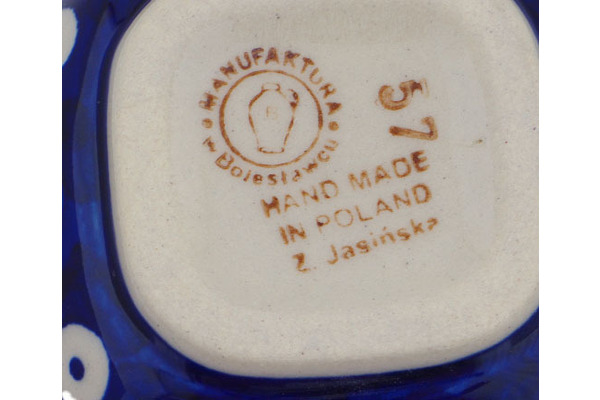 MANUFAKTURA
w Bolesławcu
57
HAND MADE
IN POLAND
Z. Jasińska